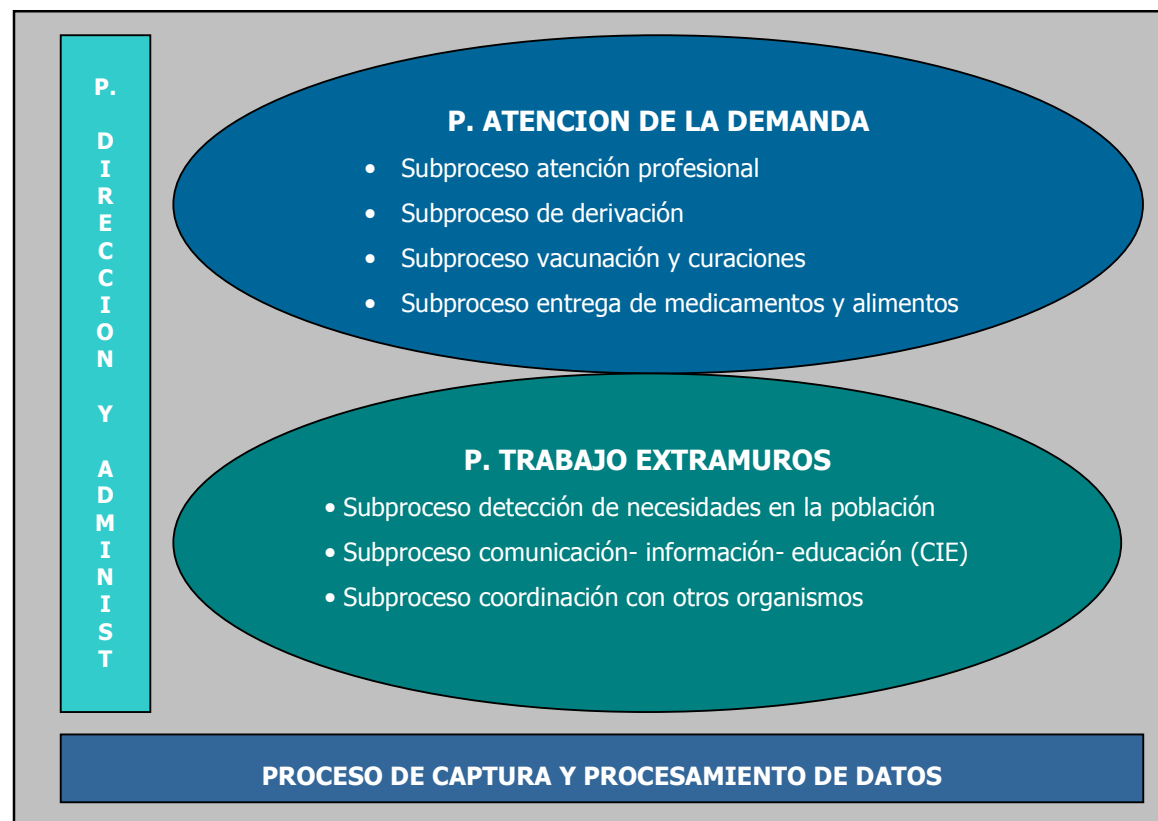 P. DIRECCION Y ADMINIST
P. ATENCION DE LA DEMANDA
• Subproceso atención profesional
• Subproceso de derivación
• Subproceso vacunación y curaciones
• Subproceso entrega de medicamentos y alimentos
P. TRABAJO EXTRAMUROS
• Subproceso detección de necesidades en la población
• Subproceso comunicación- información- educación (CIE)
• Subproceso coordinación con otros organismos
PROCESO DE CAPTURA Y PROCESAMIENTO DE DATOS